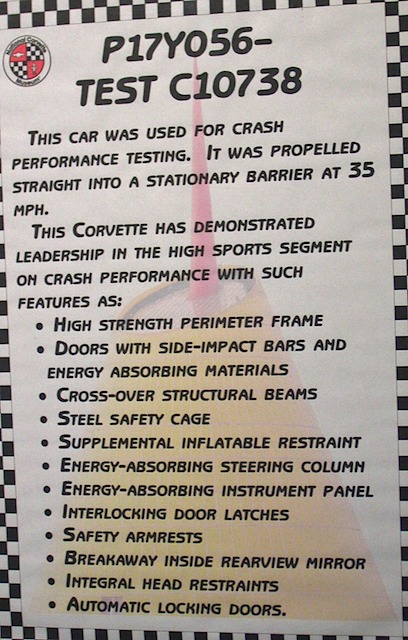 National Corvette
Museum
P17Y056-
TEST C10738
THIS CAR WAS USED FOR CRASH
PERFORMANCE TESTING. IT WAS PROPELLED
STRAIGHT INTO A STATIONARY BARRIER AT 35
MPH.
THIS CORVETTE HAS DEMONSTRATED
LEADERSHIP IN THE HIGH SPORTS SEGMENT
ON CRASH PERFORMANCE WITH SUCH
FEATURES AS:
• HIGH STRENGTH PERIMETER FRAME
• DOORS WITH SIDE-IMPACT BARS AND
ENERGY ABSORBING MATERIALS
• CROSS-OVER STRUCTURAL BEAMS
• STEEL SAFETY CAGE
• SUPPLEMENTAL INFLATABLE RESTRAINT
• ENERGY-ABSORBING STEERING COLUMN
• ENERGY-ABSORBING INSTRUMENT PANEL
• INTERLOCKING DOOR LATCHES
• SAFETY ARMRESTS
• BREAKAWAY INSIDE REARVIEW MIRROR
• INTEGRAL HEAD RESTRAINTS
• AUTOMATIC LOCKING DOORS.